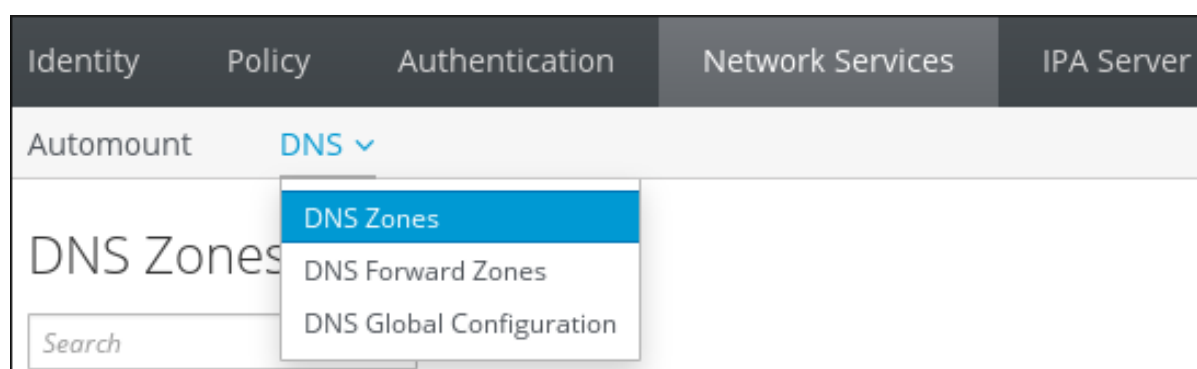 Identity Policy Authentication Network Services IPA Server
Automount DNS
DNS Zones
DNS Zones
DNS Forward Zones
DNS Global Configuration
Search